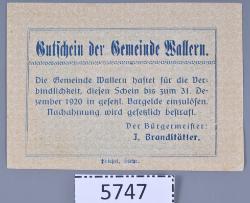 Gutschein der Gemeinde Wallern.
Die Gemeinde Wallern haftet für die Ver-
bindlichkeit, diesen Schein bis zum 31. De-
zember 1920 in gesetzl. Bargelde einzulösen.
Nachahmung wird gesetzlich bestraft.
Der Bürgermeister:
J. Brandstätter.
5747